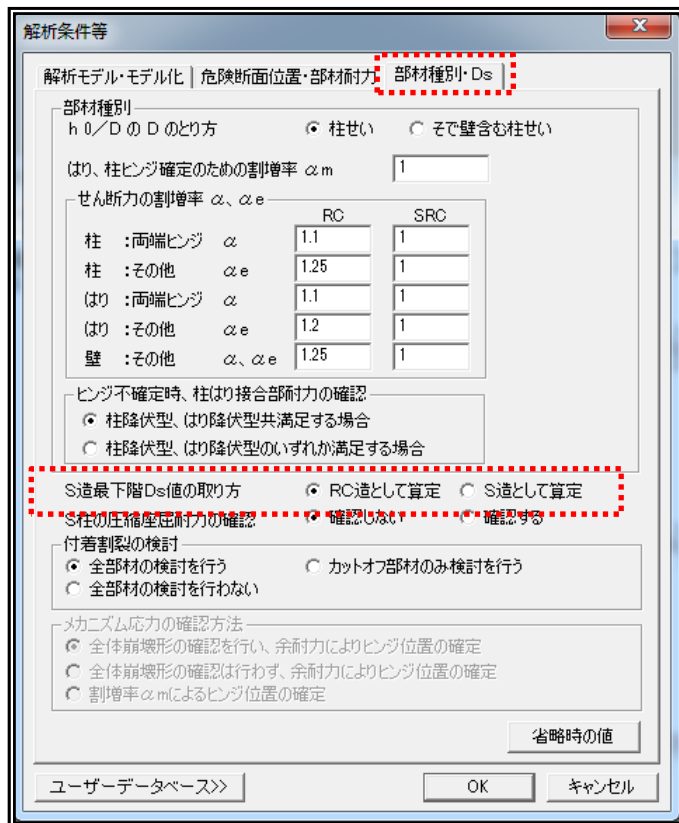 解析条件等
解析モデル・モデル化 危険断面位置・部材耐力 部材種別・Ds
部材種別
h0/DのDのとり方 柱せい そで壁含む柱せい
はり、柱ヒンジ確定のための割増率 αm 1
せん断力の割増率 α、αe
RC SRC
柱 :両端ヒンジ α 1.1 1
柱 :その他 αe 1.25 1
はり :両端ヒンジ α 1.1 1
はり :その他 αe 1.2 1
壁 :その他 α、αe 1.25 1
ヒンジ不確定時、柱はり接合部耐力の確認
柱降伏型、はり降伏型共満足する場合
柱降伏型、はり降伏型のいずれか満足する場合
S造最下階Ds値の取り方 RC造として算定 S造として算定
S柱の圧縮座屈耐力の確認 確認しない 確認する
付着割裂の検討
全部材の検討を行う カットオフ部材のみ検討を行う
全部材の検討を行わない
メカニズム応力の確認方法
全体崩壊形の確認を行い、余耐力によりヒンジ位置の確定
全体崩壊形の確認は行わず、余耐力によりヒンジ位置の確定
割増率αmによるヒンジ位置の確定
省略時の値
ユーザーデータベース>> OK キャンセル